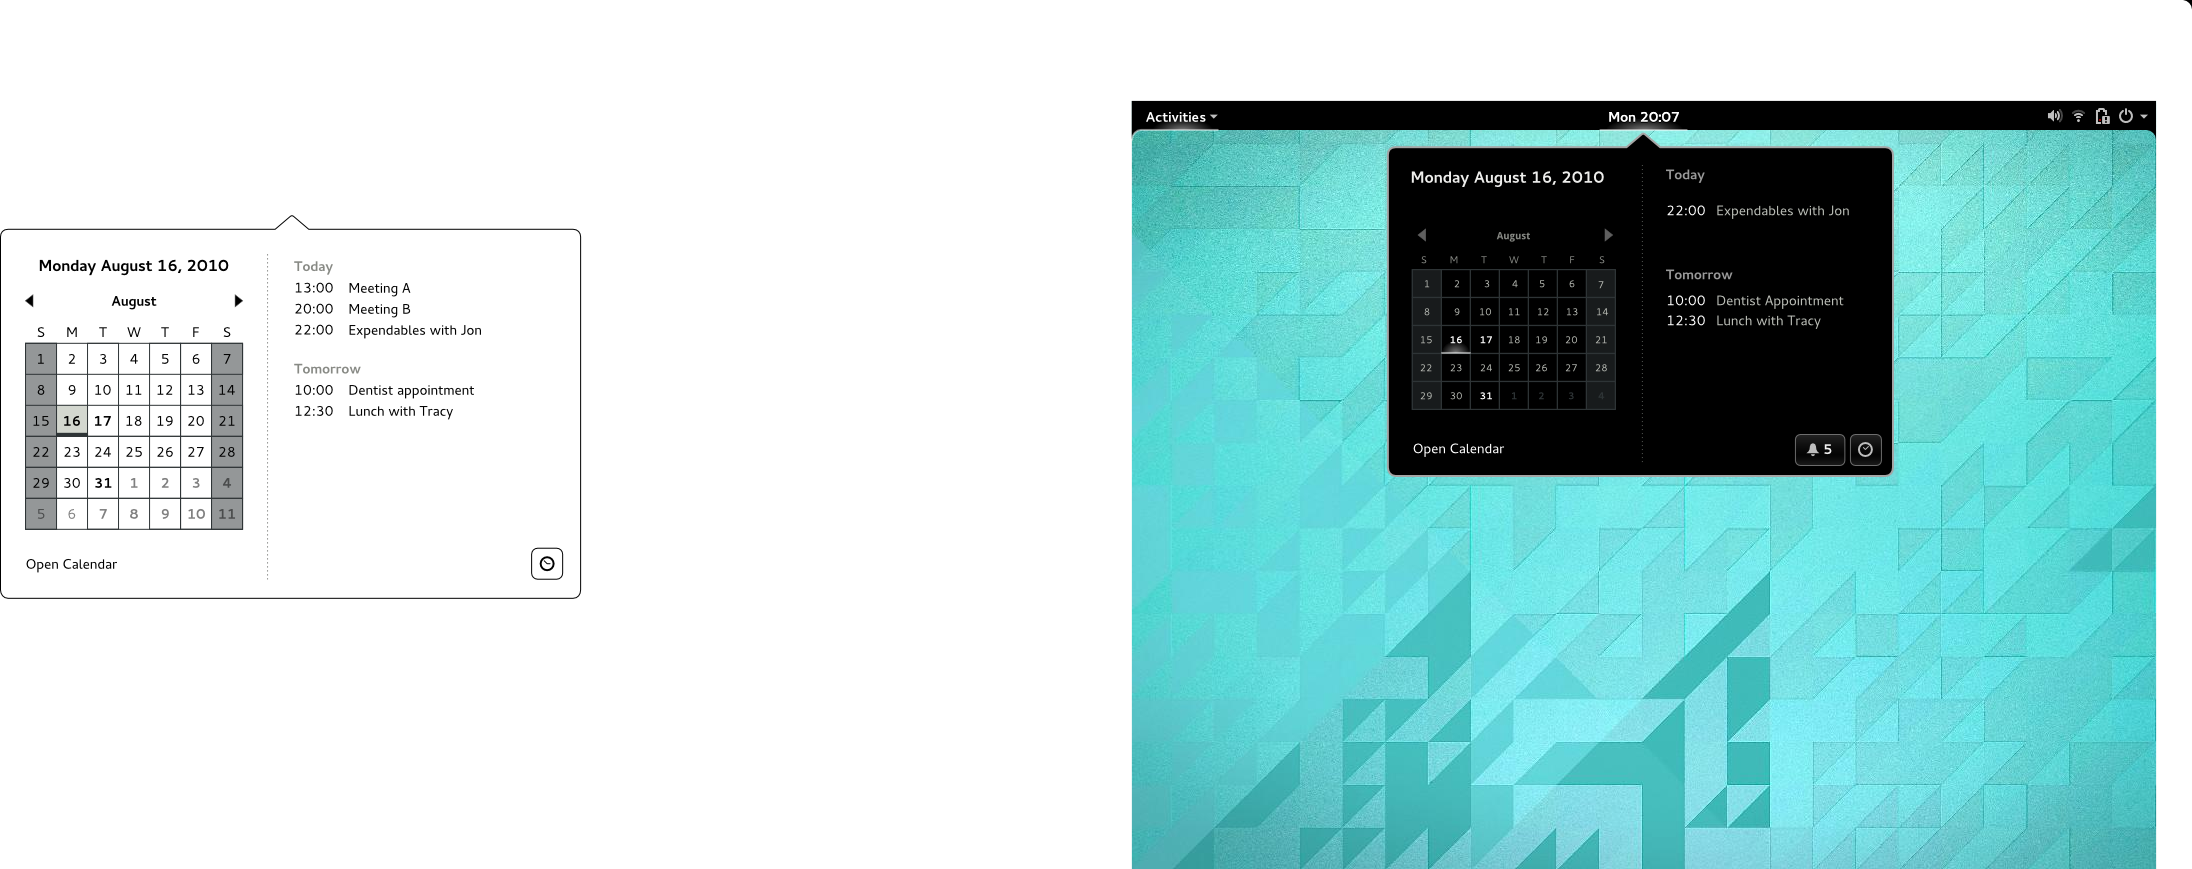 Monday August 16, 2010
August
S M T W T F S
1 2 3 4 5 6 7
8 9 10 11 12 13 14
15 16 17 18 19 20 21
22 23 24 25 26 27 28
29 30 31 1 2 3 4
5 6 7 8 9 10 11
Open Calendar
Today
13:00 Meeting A
20:00 Meeting B
22:00 Expendables with Jon
Tomorrow
10:00 Dentist appointment
12:30 Lunch with Tracy
Activities
Mon 20:07
Monday August 16, 2010
August
S M T W T F S
1 2 3 4 5 6 7
8 9 10 11 12 13 14
15 16 17 18 19 20 21
22 23 24 25 26 27 28
29 30 31 1 2 3 4
Open Calendar
Today
22:00 Expendables with Jon
Tomorrow
10:00 Dentist Appointment
12:30 Lunch with Tracy
5